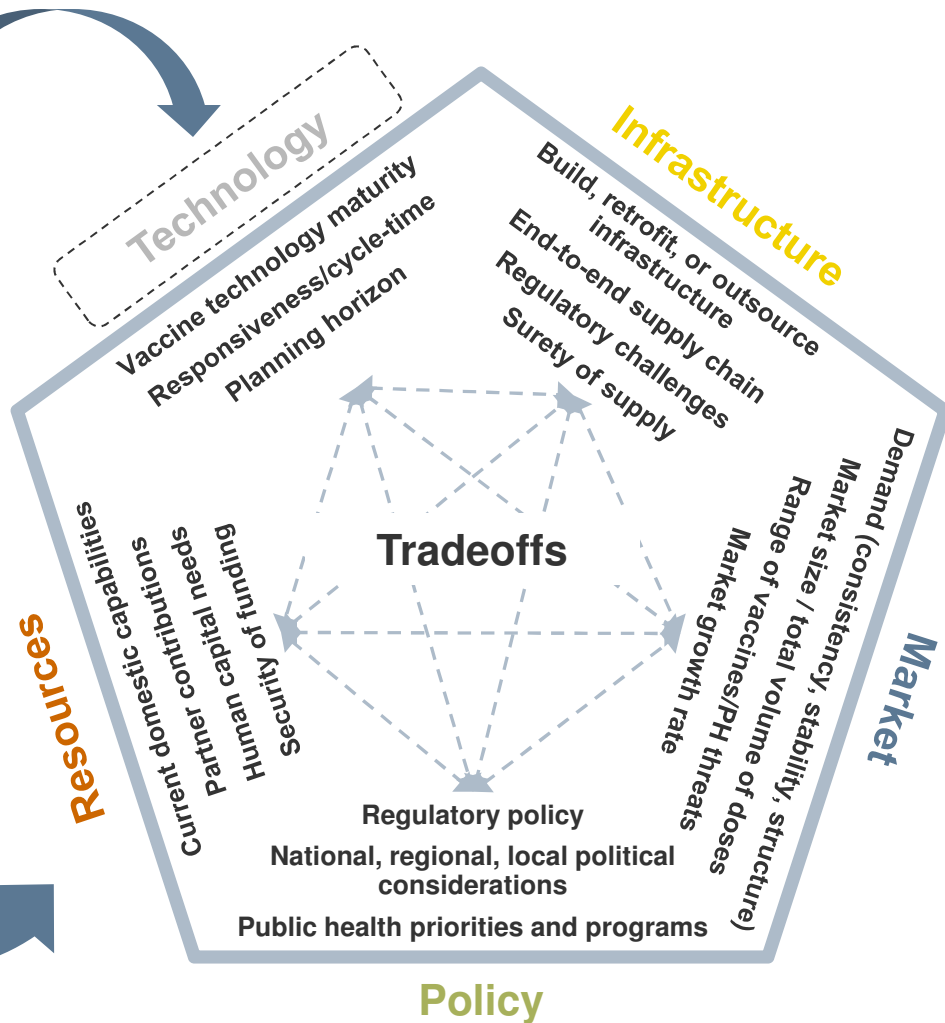 Technology
Vaccine technology maturity
Responsiveness/cycle-time
Planning horizon
Infrastructure
Build, retrofit, or outsource
infrastructure
End-to-end supply chain
Regulatory challenges
Surety of supply
Market
Demand (consistency, stability, structure)
Market size / total volume of doses
Range of vaccines/PH threats
Market growth rate
Tradeoffs
Resources
Current domestic capabilities
Partner contributions
Human capital needs
Security of funding
Regulatory policy
National, regional, local political
considerations
Public health priorities and programs
Policy